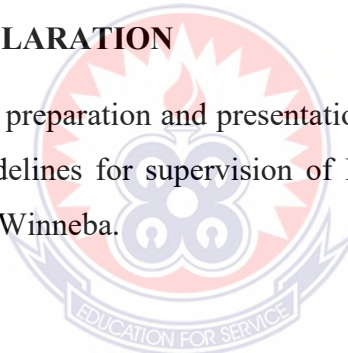 LARATION
preparation and presentatio
delines for supervision of
Winneba.
EDUCATION FOR SERVICE